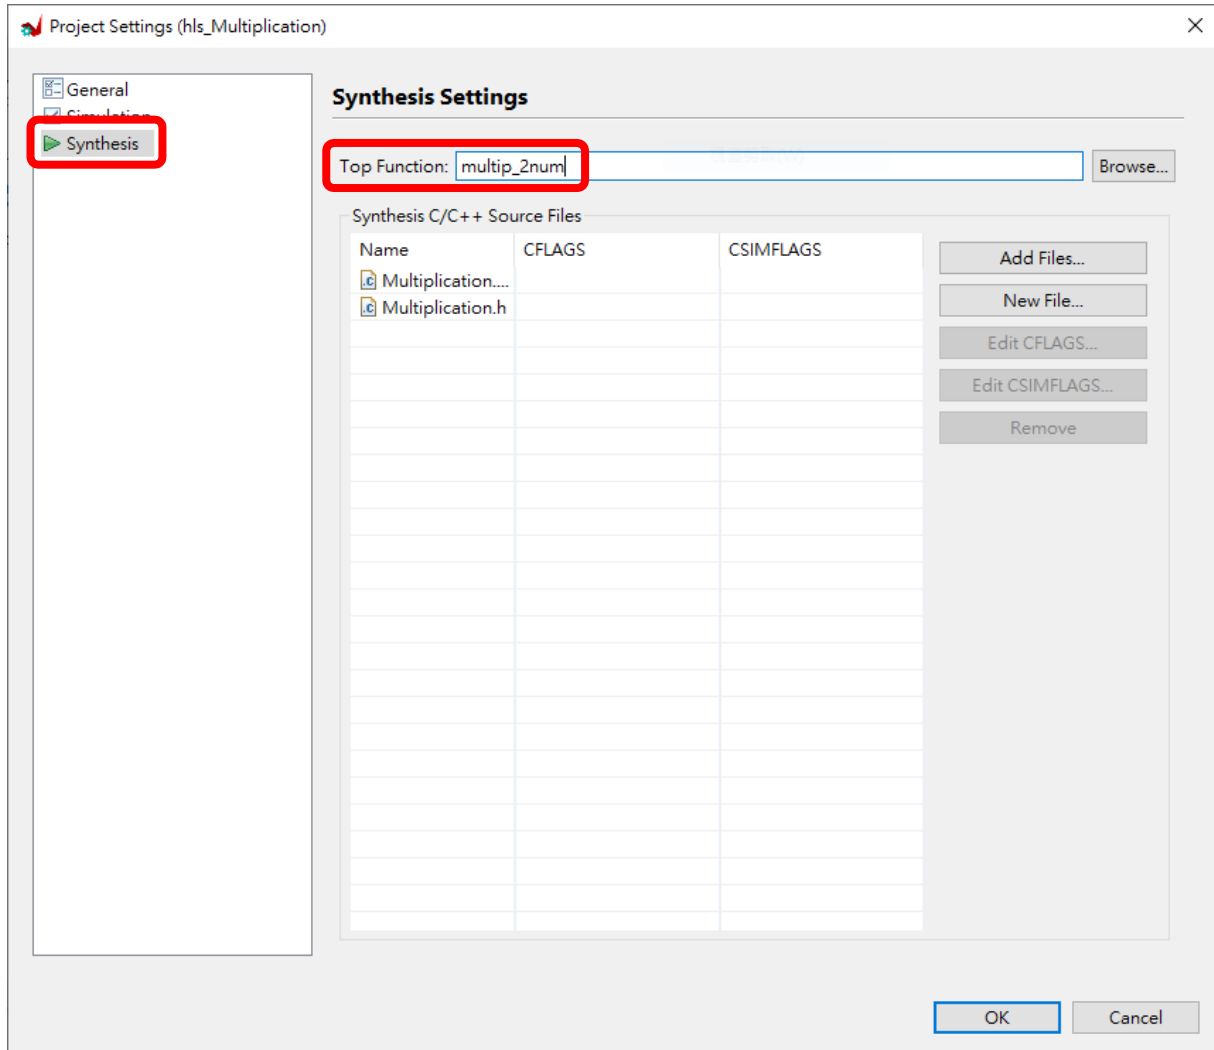 Project Settings (hls_Multiplication)
General
Simulation
Synthesis
Synthesis Settings
Top Function: multip_2num Browse...
Synthesis C/C++ Source Files
Name CFLAGS CSIMFLAGS
Multiplication....
Multiplication.h
Add Files...
New File...
Edit CFLAGS...
Edit CSIMFLAGS...
Remove
OK Cancel